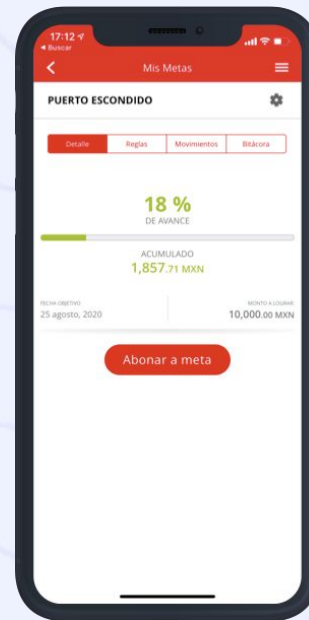 17:12
◀ Buscar
Mis Metas
PUERTO ESCONDIDO
Detalle Reglas Movimientos Bitácora
18 %
DE AVANCE
ACUMULADO
1,857.71 MXN
FECHA OBJETIVO MONTO A LOGRAR
25 agosto, 2020 10,000.00 MXN
Abonar a meta